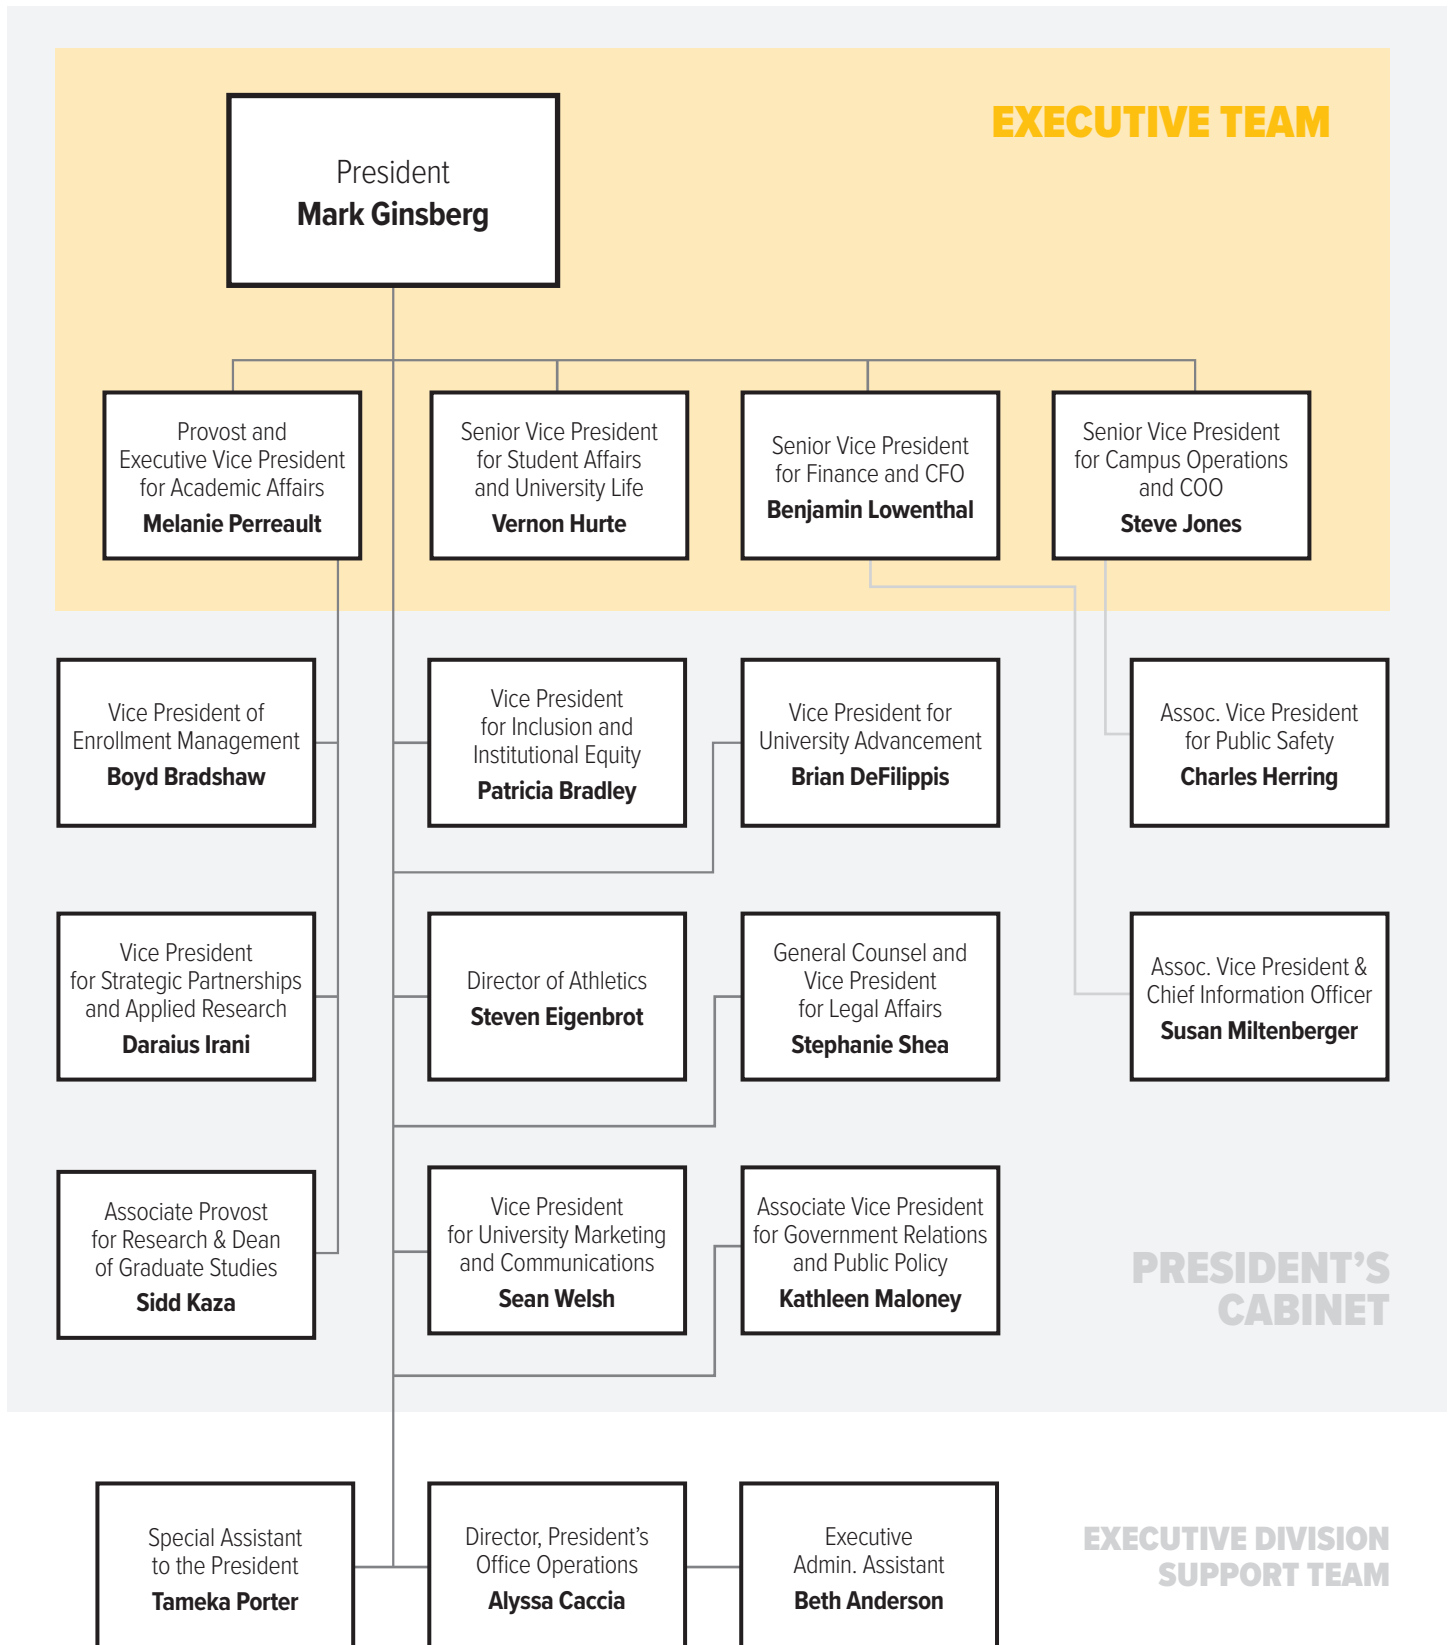 EXECUTIVE TEAM
President
Mark Ginsberg
Provost and
Executive Vice President
for Academic Affairs
Melanie Perreault
Senior Vice President
for Student Affairs
and University Life
Vernon Hurte
Senior Vice President
for Finance and CFO
Benjamin Lowenthal
Senior Vice President
for Campus Operations
and COO
Steve Jones
Vice President of
Enrollment Management
Boyd Bradshaw
Vice President
for Inclusion and
Institutional Equity
Patricia Bradley
Vice President for
University Advancement
Brian DeFilippis
Assoc. Vice President
for Public Safety
Charles Herring
Vice President
for Strategic Partnerships
and Applied Research
Daraius Irani
Director of Athletics
Steven Eigenbrot
General Counsel and
Vice President
for Legal Affairs
Stephanie Shea
Assoc. Vice President &
Chief Information Officer
Susan Miltenberger
Associate Provost
for Research & Dean
of Graduate Studies
Sidd Kaza
Vice President
for University Marketing
and Communications
Sean Welsh
Associate Vice President
for Government Relations
and Public Policy
Kathleen Maloney
PRESIDENT'S
CABINET
Special Assistant
to the President
Tameka Porter
Director, President's
Office Operations
Alyssa Caccia
Executive
Admin. Assistant
Beth Anderson
EXECUTIVE DIVISION
SUPPORT TEAM